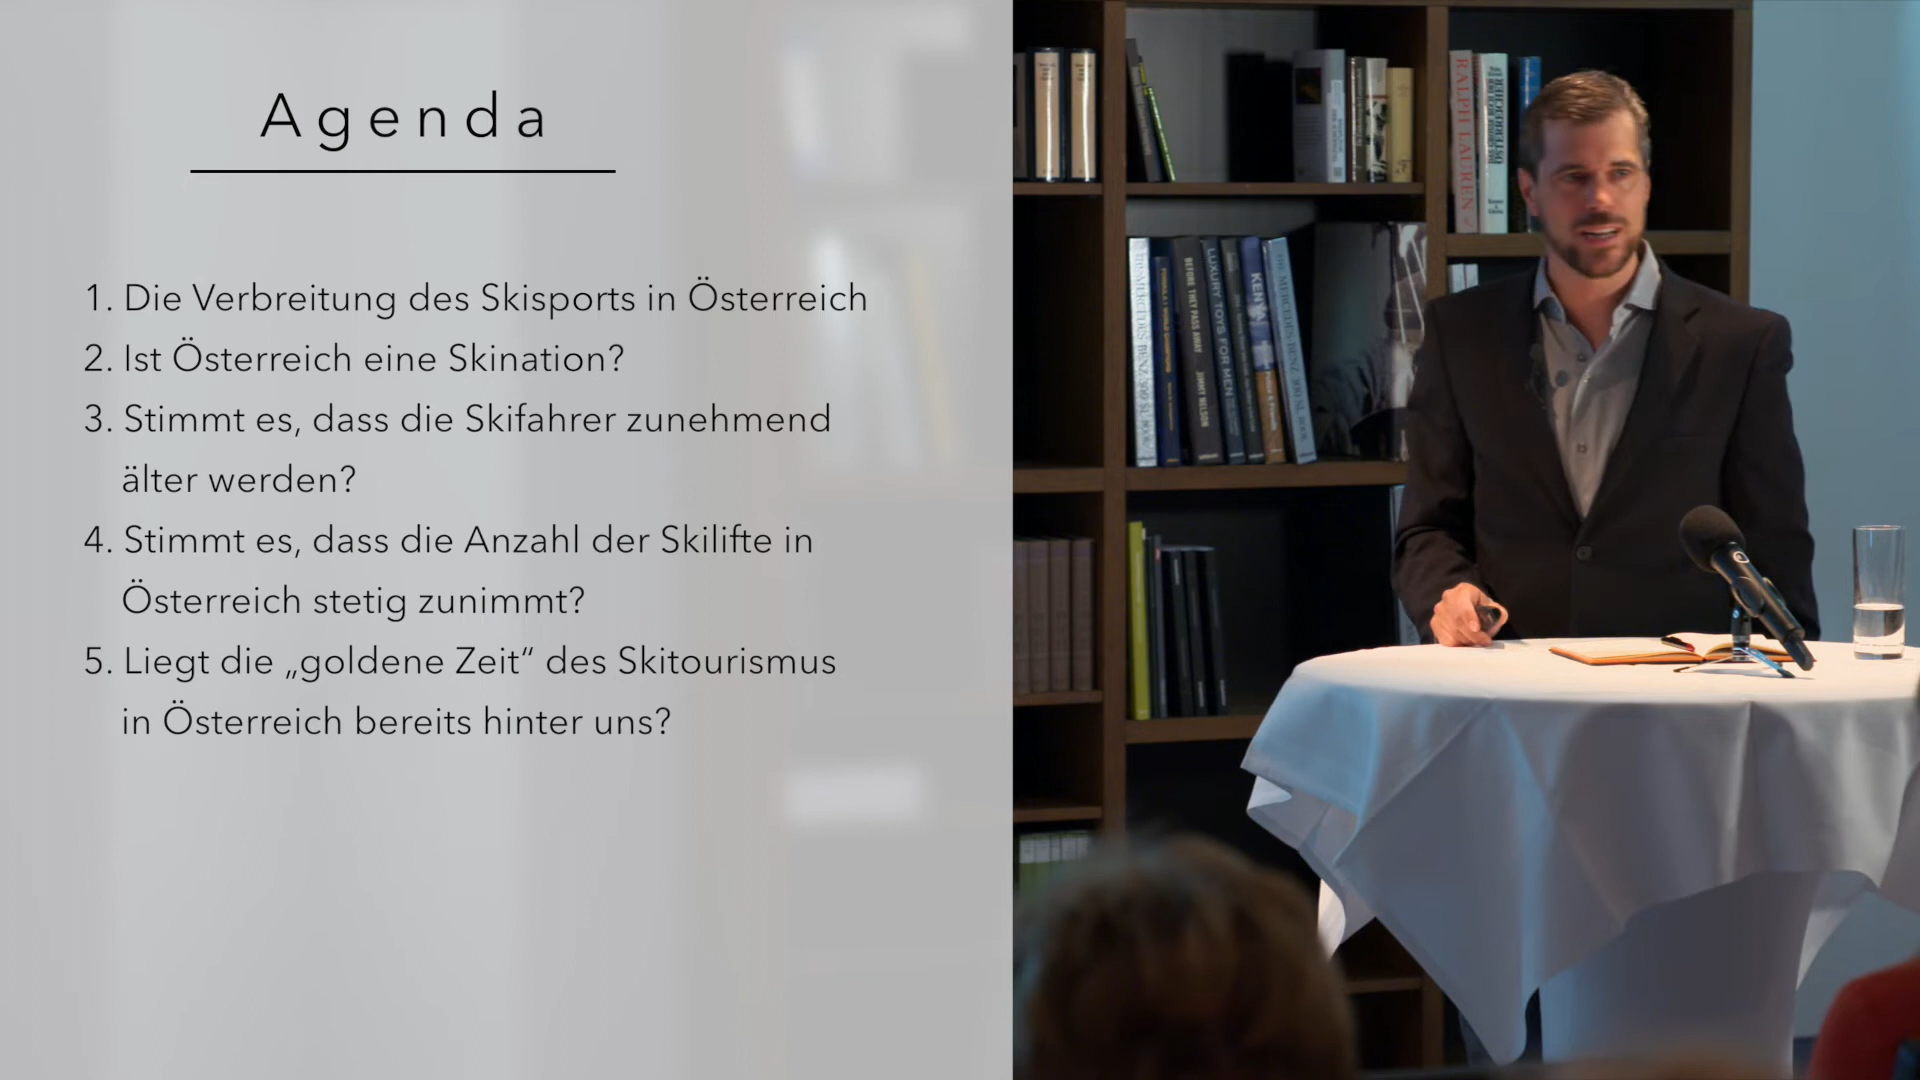 Agenda
1. Die Verbreitung des Skisports in Österreich
2. Ist Österreich eine Skination?
3. Stimmt es, dass die Skifahrer zunehmend
älter werden?
4. Stimmt es, dass die Anzahl der Skilifte in
Österreich stetig zunimmt?
5. Liegt die „goldene Zeit“ des Skitourismus
in Österreich bereits hinter uns?
RALPH LAUREN
ÖSTERREICHER
BEFORE THEY PASS AWAY JIMMY NELSON
LUXURY TOYS FOR MEN
KENYA